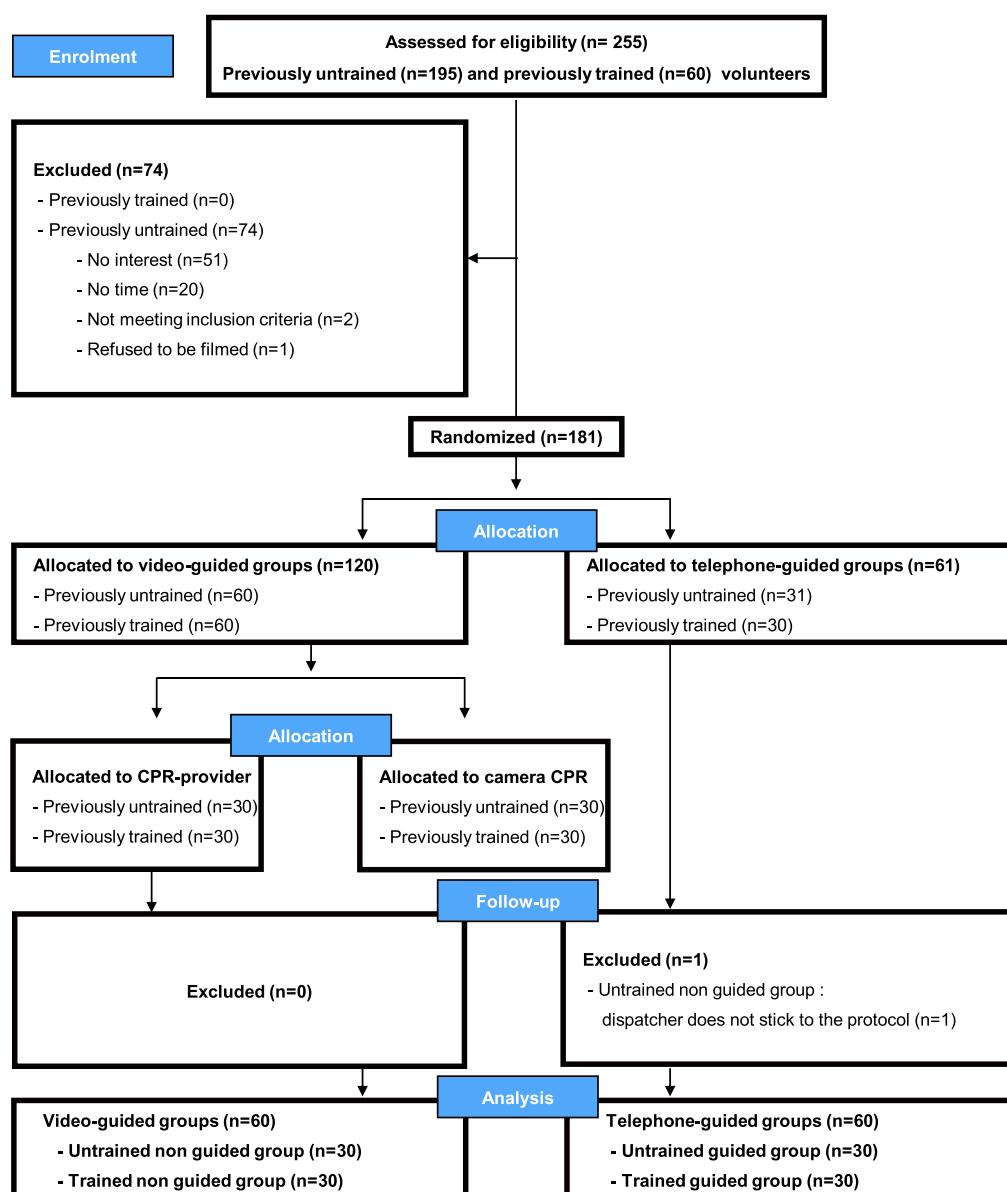 Enrolment
Assessed for eligibility (n= 255)
Previously untrained (n=195) and previously trained (n=60) volunteers
Excluded (n=74)
- Previously trained (n=0)
- Previously untrained (n=74)
- No interest (n=51)
- No time (n=20)
- Not meeting inclusion criteria (n=2)
- Refused to be filmed (n=1)
Randomized (n=181)
Allocation
Allocated to video-guided groups (n=120)
- Previously untrained (n=60)
- Previously trained (n=60)
Allocated to telephone-guided groups (n=61)
- Previously untrained (n=31)
- Previously trained (n=30)
Allocation
Allocated to CPR-provider
- Previously untrained (n=30)
- Previously trained (n=30)
Allocated to camera CPR
- Previously untrained (n=30)
- Previously trained (n=30)
Follow-up
Excluded (n=0)
Excluded (n=1)
- Untrained non guided group :
dispatcher does not stick to the protocol (n=1)
Analysis
Video-guided groups (n=60)
- Untrained non guided group (n=30)
- Trained non guided group (n=30)
Telephone-guided groups (n=60)
- Untrained guided group (n=30)
- Trained guided group (n=30)